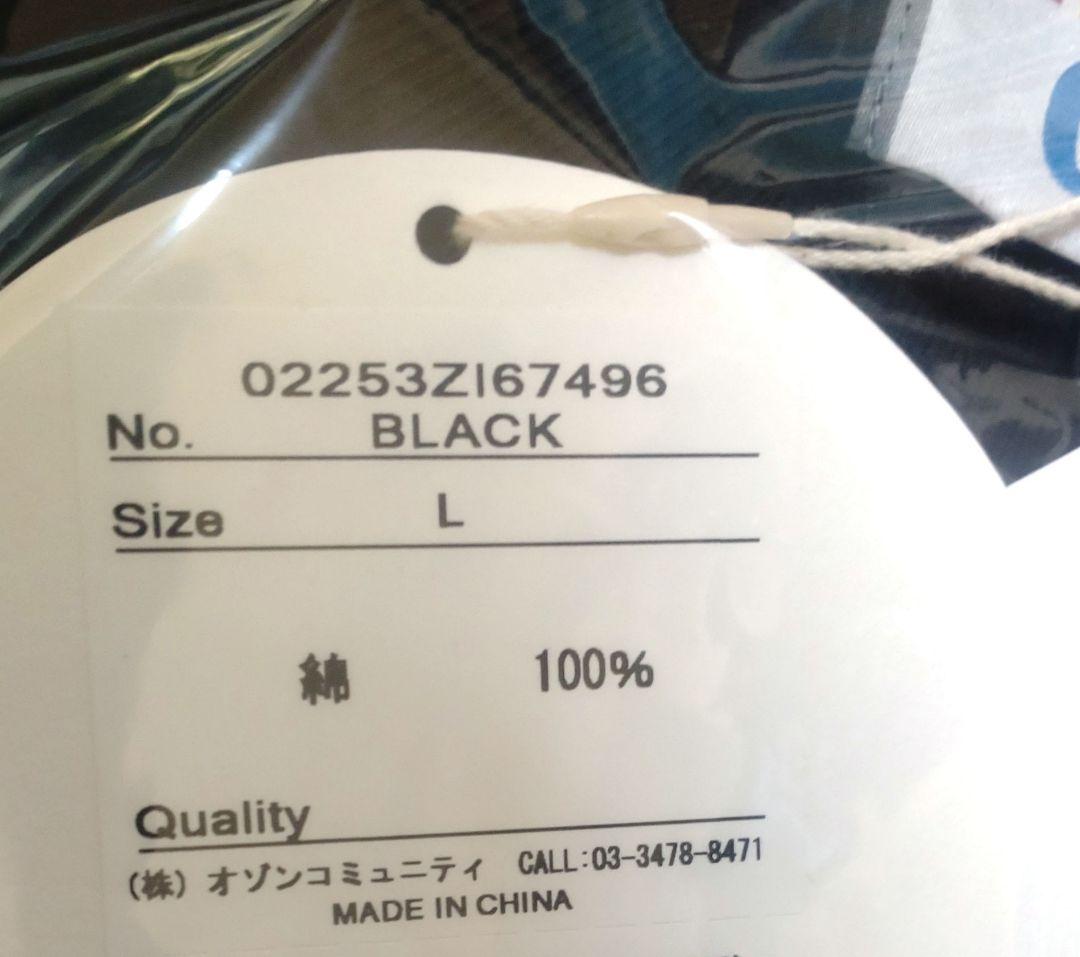 02253ZI67496
No. BLACK
Size L
綿 100%
Quality
(株) オゾンコミュニティ CALL:03-3478-8471
MADE IN CHINA